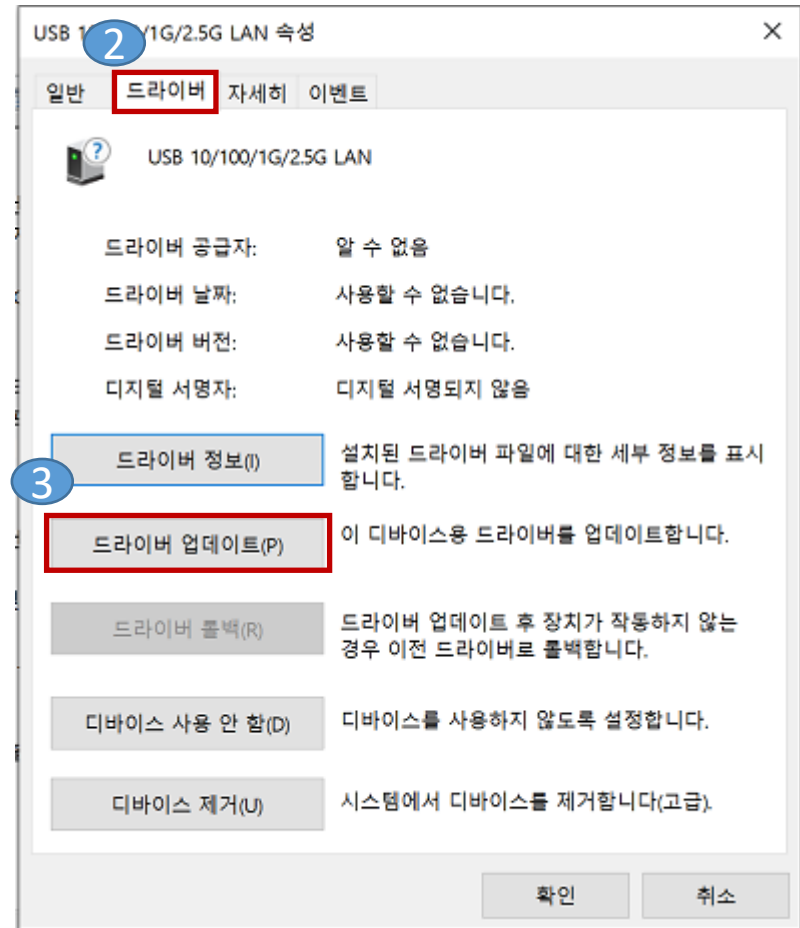 USB 10 /1G/2.5G LAN 속성
2
일반 드라이버 자세히 이벤트
USB 10/100/1G/2.5G LAN
드라이버 공급자: 알 수 없음
드라이버 날짜: 사용할 수 없습니다.
드라이버 버전: 사용할 수 없습니다.
디지털 서명자: 디지털 서명되지 않음
드라이버 정보(I) 설치된 드라이버 파일에 대한 세부 정보를 표시
합니다.
3
드라이버 업데이트(P) 이 디바이스용 드라이버를 업데이트합니다.
드라이버 롤백(R) 드라이버 업데이트 후 장치가 작동하지 않는
경우 이전 드라이버로 롤백합니다.
디바이스 사용 안 함(D) 디바이스를 사용하지 않도록 설정합니다.
디바이스 제거(U) 시스템에서 디바이스를 제거합니다(고급).
확인 취소